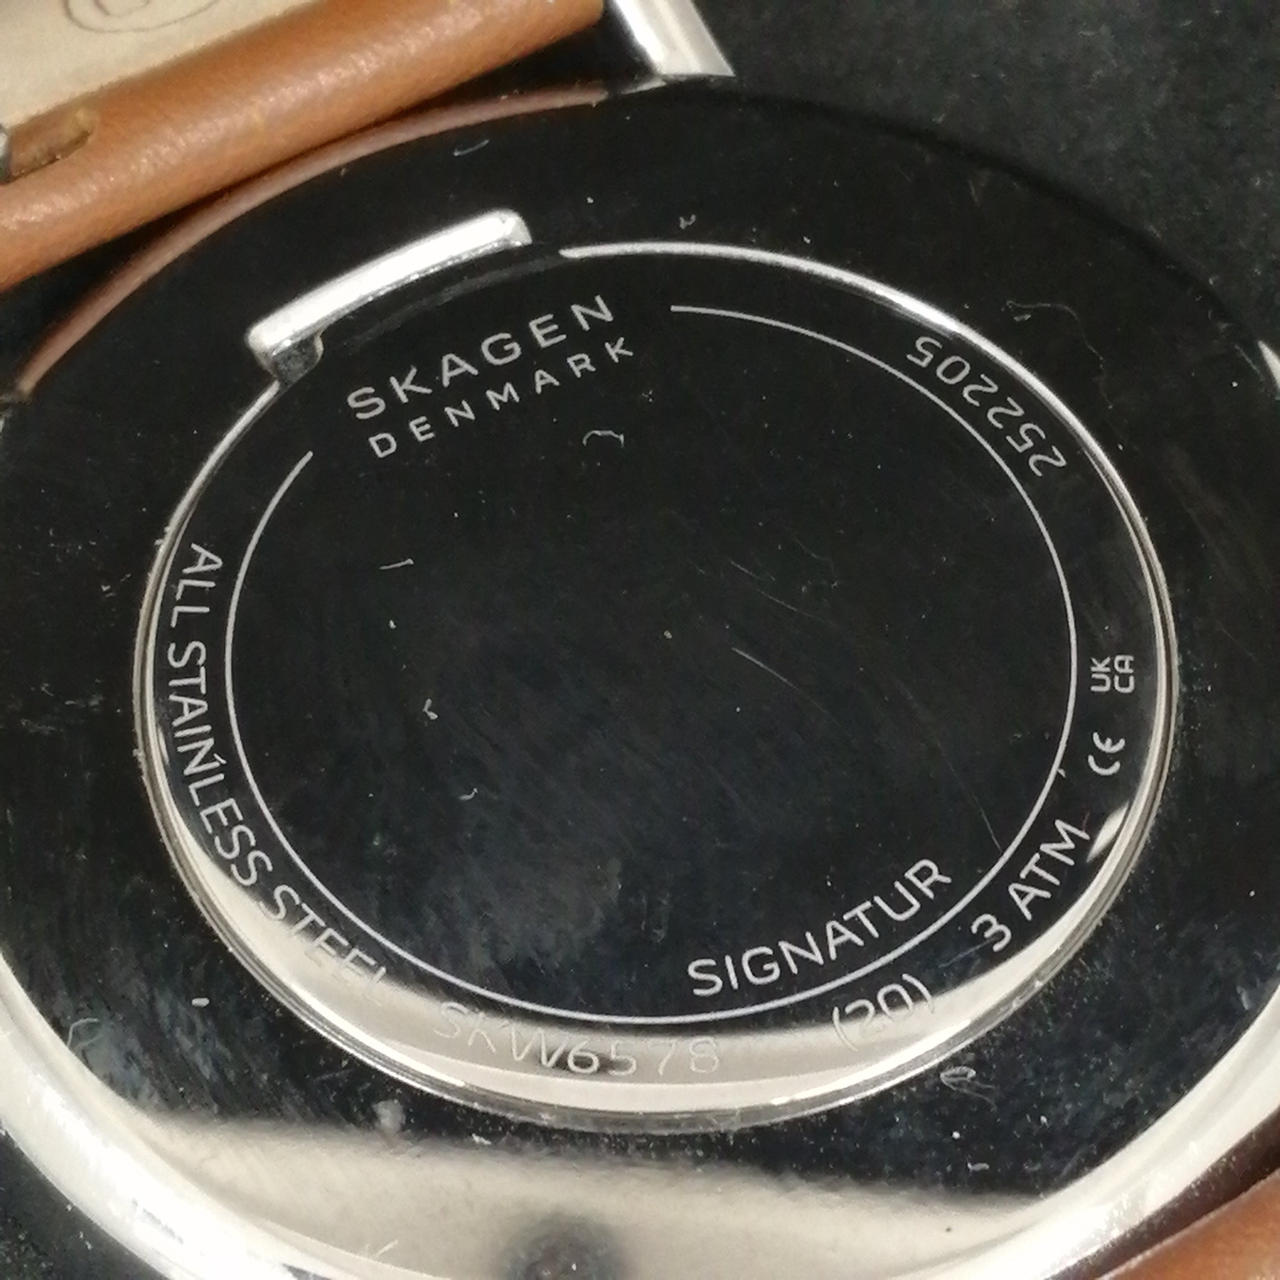 SKAGEN
DENMARK
252205
UK
CA
CE
3 ATM
(20)
SKW6578
ALL STAINLESS STEEL
SIGNATUR